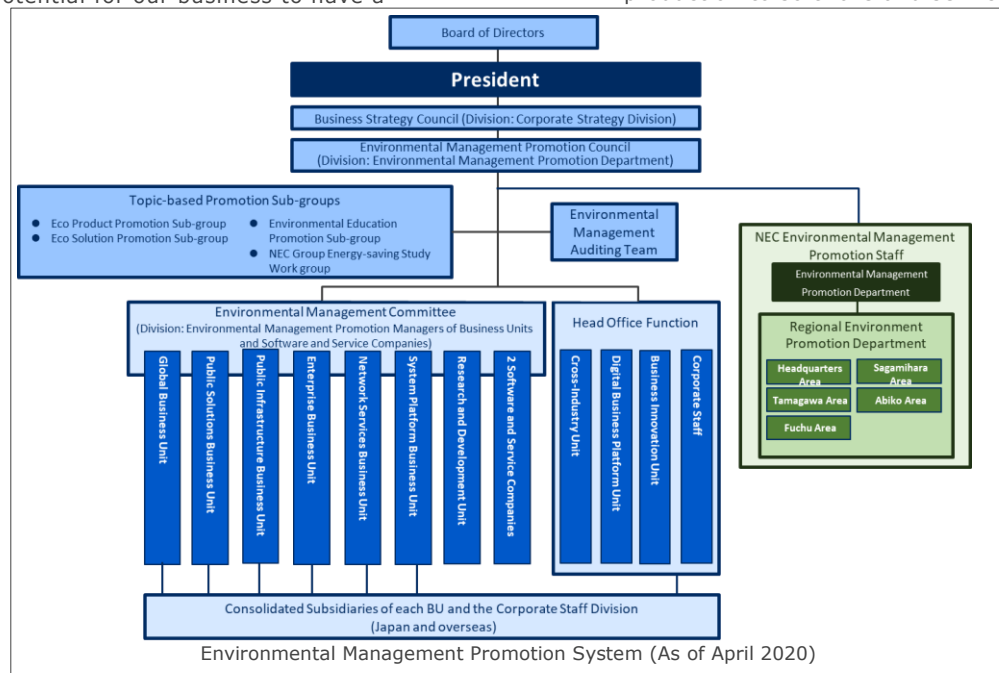 otential for our business to have a
Board of Directors
President
Business Strategy Council (Division: Corporate Strategy Division)
Environmental Management Promotion Council
(Division: Environmental Management Promotion Department)
Topic-based Promotion Sub-groups
● Eco Product Promotion Sub-group
● Eco Solution Promotion Sub-group
● Environmental Education
Promotion Sub-group
● NEC Group Energy-saving Study
Work group
Environmental
Management
Auditing Team
NEC Environmental Management
Promotion Staff
Environmental Management
Promotion Department
Regional Environment
Promotion Department
Headquarters
Area
Sagamihara
Area
Tamagawa Area
Abiko Area
Fuchu Area
Environmental Management Committee
(Division: Environmental Management Promotion Managers of Business Units
and Software and Service Companies)
Global Business Unit
Public Solutions Business Unit
Public Infrastructure Business Unit
Enterprise Business Unit
Network Services Business Unit
System Platform Business Unit
Research and Development Unit
2 Software and Service Companies
Head Office Function
Cross-Industry Unit
Digital Business Platform Unit
Business Innovation Unit
Corporate Staff
Consolidated Subsidiaries of each BU and the Corporate Staff Division
(Japan and overseas)
Environmental Management Promotion System (As of April 2020)